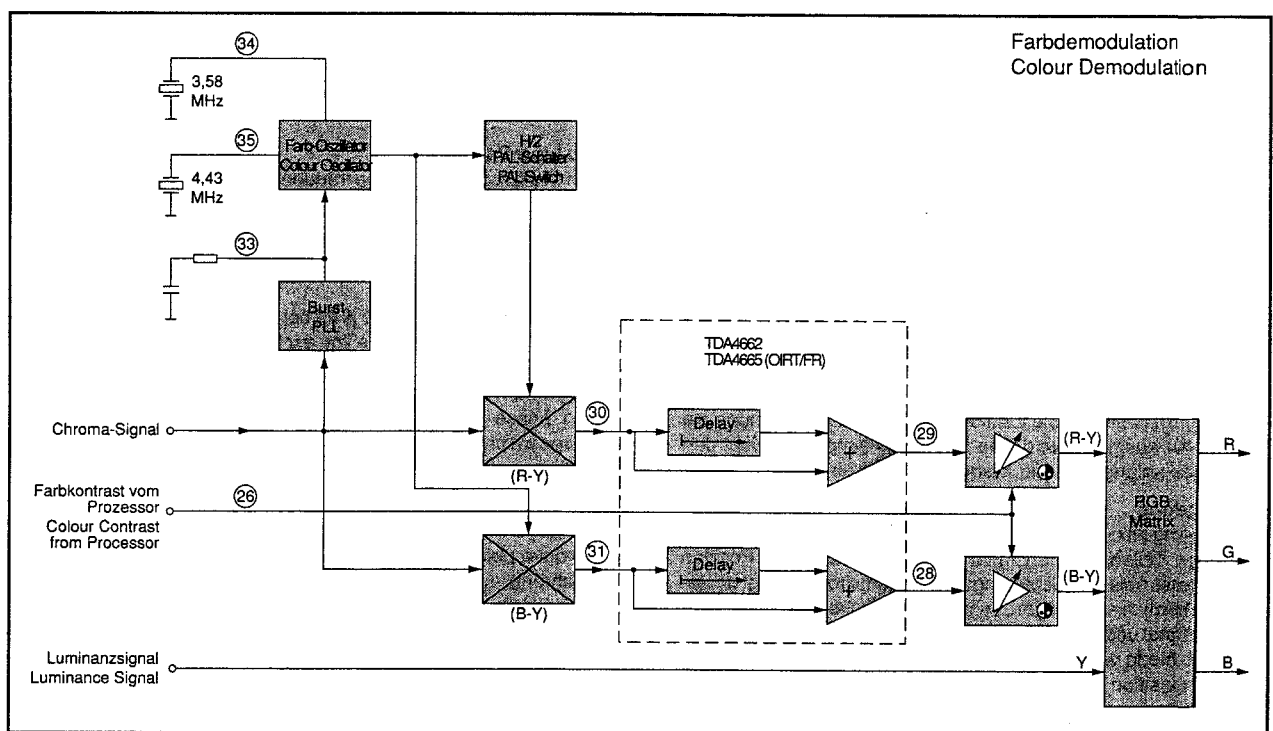 Farbdemodulation
Colour Demodulation
34
3,58
MHz
35
4,43
MHz
33
Farb-Oszillator
Colour Oscillator
H/2
PAL-Schalter
PAL Switch
Burst
PLL
TDA4662
TDA4665 (OIRT/FR)
Chroma-Signal
(R-Y)
30
Delay
+
29
(R-Y)
R
Farbkontrast vom
Prozessor
Colour Contrast
from Processor
26
RGB
Matrix
G
(B-Y)
31
Delay
+
28
(B-Y)
Luminanzsignal
Luminance Signal
Y
B